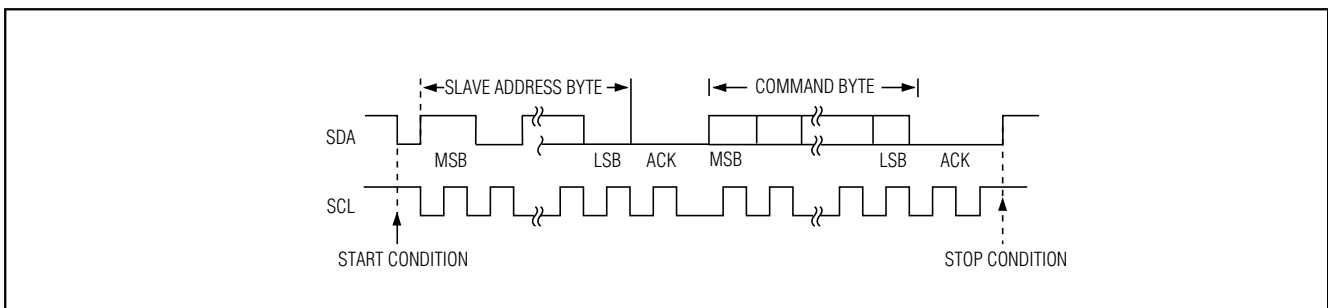 SLAVE ADDRESS BYTE COMMAND BYTE
SDA
MSB LSB ACK MSB LSB ACK
SCL
START CONDITION STOP CONDITION